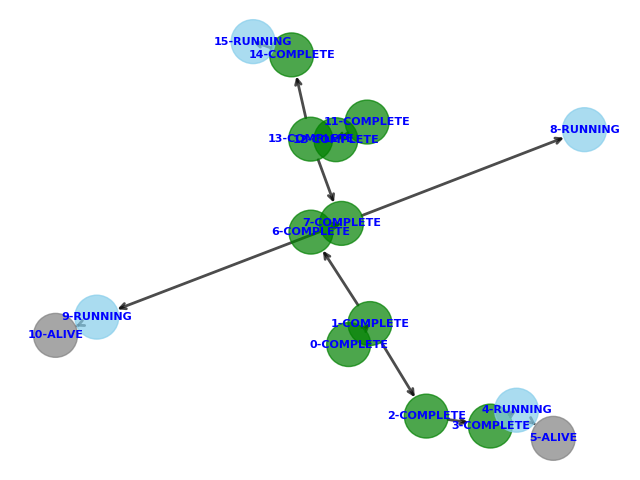 15-RUNNING
14-COMPLETE
11-COMPLETE
8-RUNNING
13-COMPLETE
12-COMPLETE
7-COMPLETE
6-COMPLETE
9-RUNNING
1-COMPLETE
10-ALIVE
0-COMPLETE
4-RUNNING
2-COMPLETE
3-COMPLETE
5-ALIVE